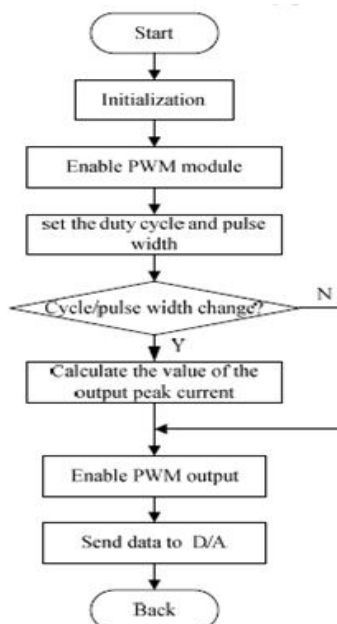 Start
Initialization
Enable PWM module
set the duty cycle and pulse
width
Cycle/pulse width change?
N
Y
Calculate the value of the
output peak current
Enable PWM output
Send data to D/A
Back